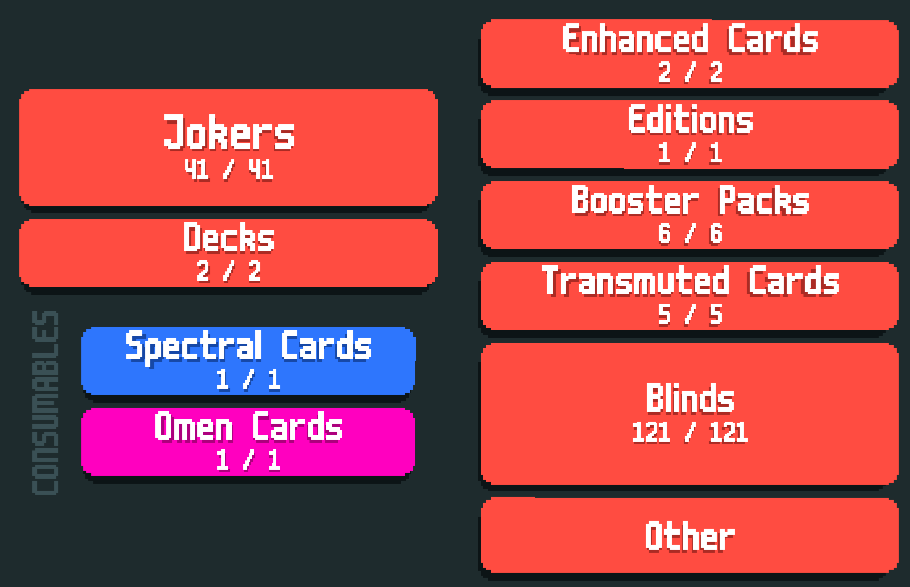 Jokers
41 / 41
Decks
2 / 2
CONSUMABLES
Spectral Cards
1 / 1
Omen Cards
1 / 1
Enhanced Cards
2 / 2
Editions
1 / 1
Booster Packs
6 / 6
Transmuted Cards
5 / 5
Blinds
121 / 121
Other